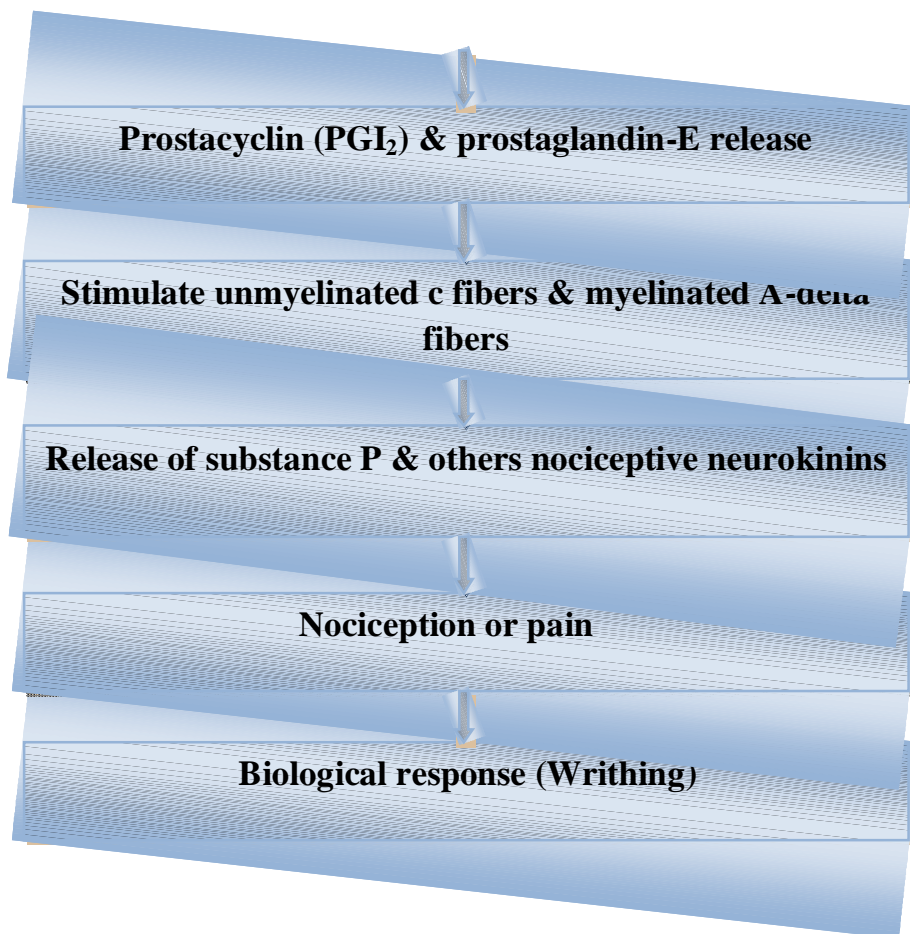 Prostacyclin (PGI₂) & prostaglandin-E release
Stimulate unmyelinated c fibers & myelinated A-delta
fibers
Release of substance P & others nociceptive neurokinins
Nociception or pain
Biological response (Writhing)